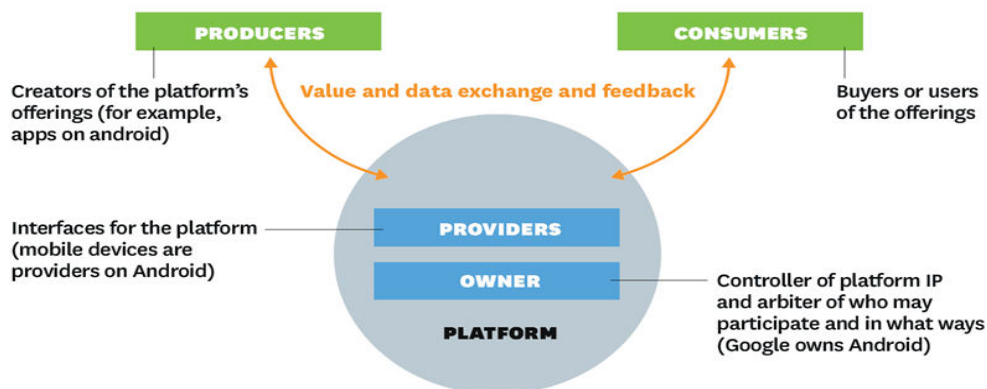 PRODUCERS
CONSUMERS
Creators of the platform's
offerings (for example,
apps on android)
Value and data exchange and feedback
Buyers or users
of the offerings
Interfaces for the platform
(mobile devices are
providers on Android)
PROVIDERS
OWNER
PLATFORM
Controller of platform IP
and arbiter of who may
participate and in what ways
(Google owns Android)